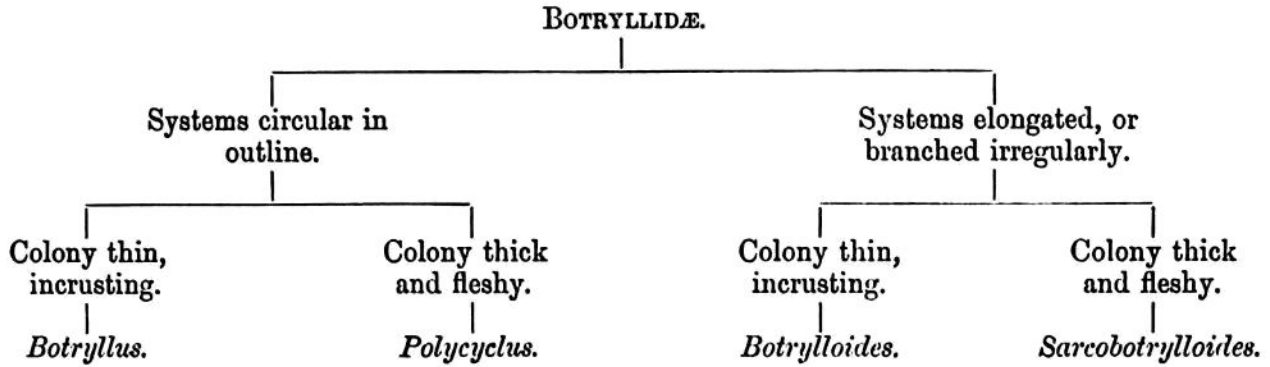 BOTRYLLIDÆ.
Systems circular in
outline.
Systems elongated, or
branched irregularly.
Colony thin,
incrusting.
Colony thick
and fleshy.
Colony thin,
incrusting.
Colony thick
and fleshy.
Botryllus.
Polycyclus.
Botrylloides.
Sarcobotrylloides.